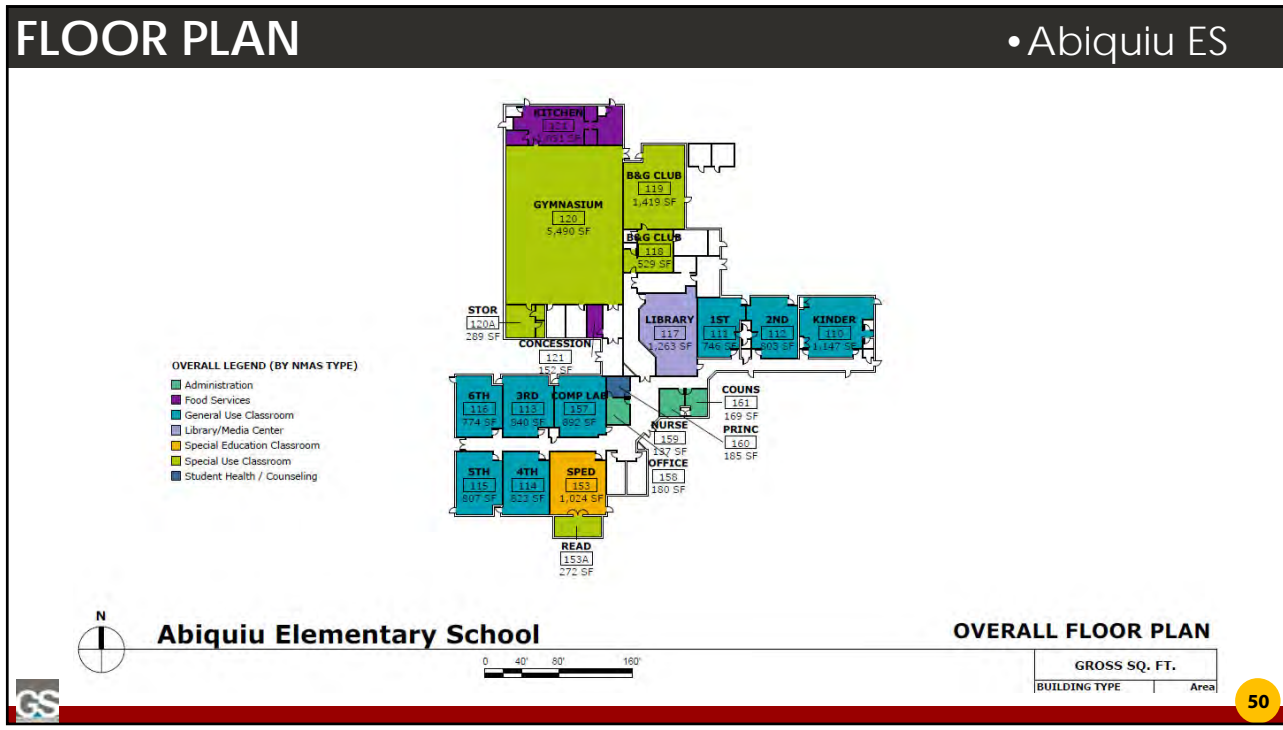 FLOOR PLAN
•Abiquiu ES
KITCHEN
GYMNASIUM
120
5,490 SF
B&G CLUB
119
1,419 SF
B&G CLUB
118
529 SF
STOR
120A
289 SF
CONCESSION
121
152 SF
LIBRARY
117
1,263 SF
1ST
111
746 SF
2ND
112
803 SF
KINDER
110
1,147 SF
OVERALL LEGEND (BY NMAS TYPE)
Administration
Food Services
General Use Classroom
Library/Media Center
Special Education Classroom
Special Use Classroom
Student Health / Counseling
6TH
116
774 SF
3RD
113
840 SF
COMP LAB
157
892 SF
COUNS
161
169 SF
NURSE
159
137 SF
PRINC
160
185 SF
OFFICE
158
180 SF
5TH
115
807 SF
4TH
114
823 SF
SPED
153
1,024 SF
READ
153A
272 SF
N
Abiquiu Elementary School
0 40' 80' 160'
OVERALL FLOOR PLAN
GROSS SQ. FT.
BUILDING TYPE Area
GS
50